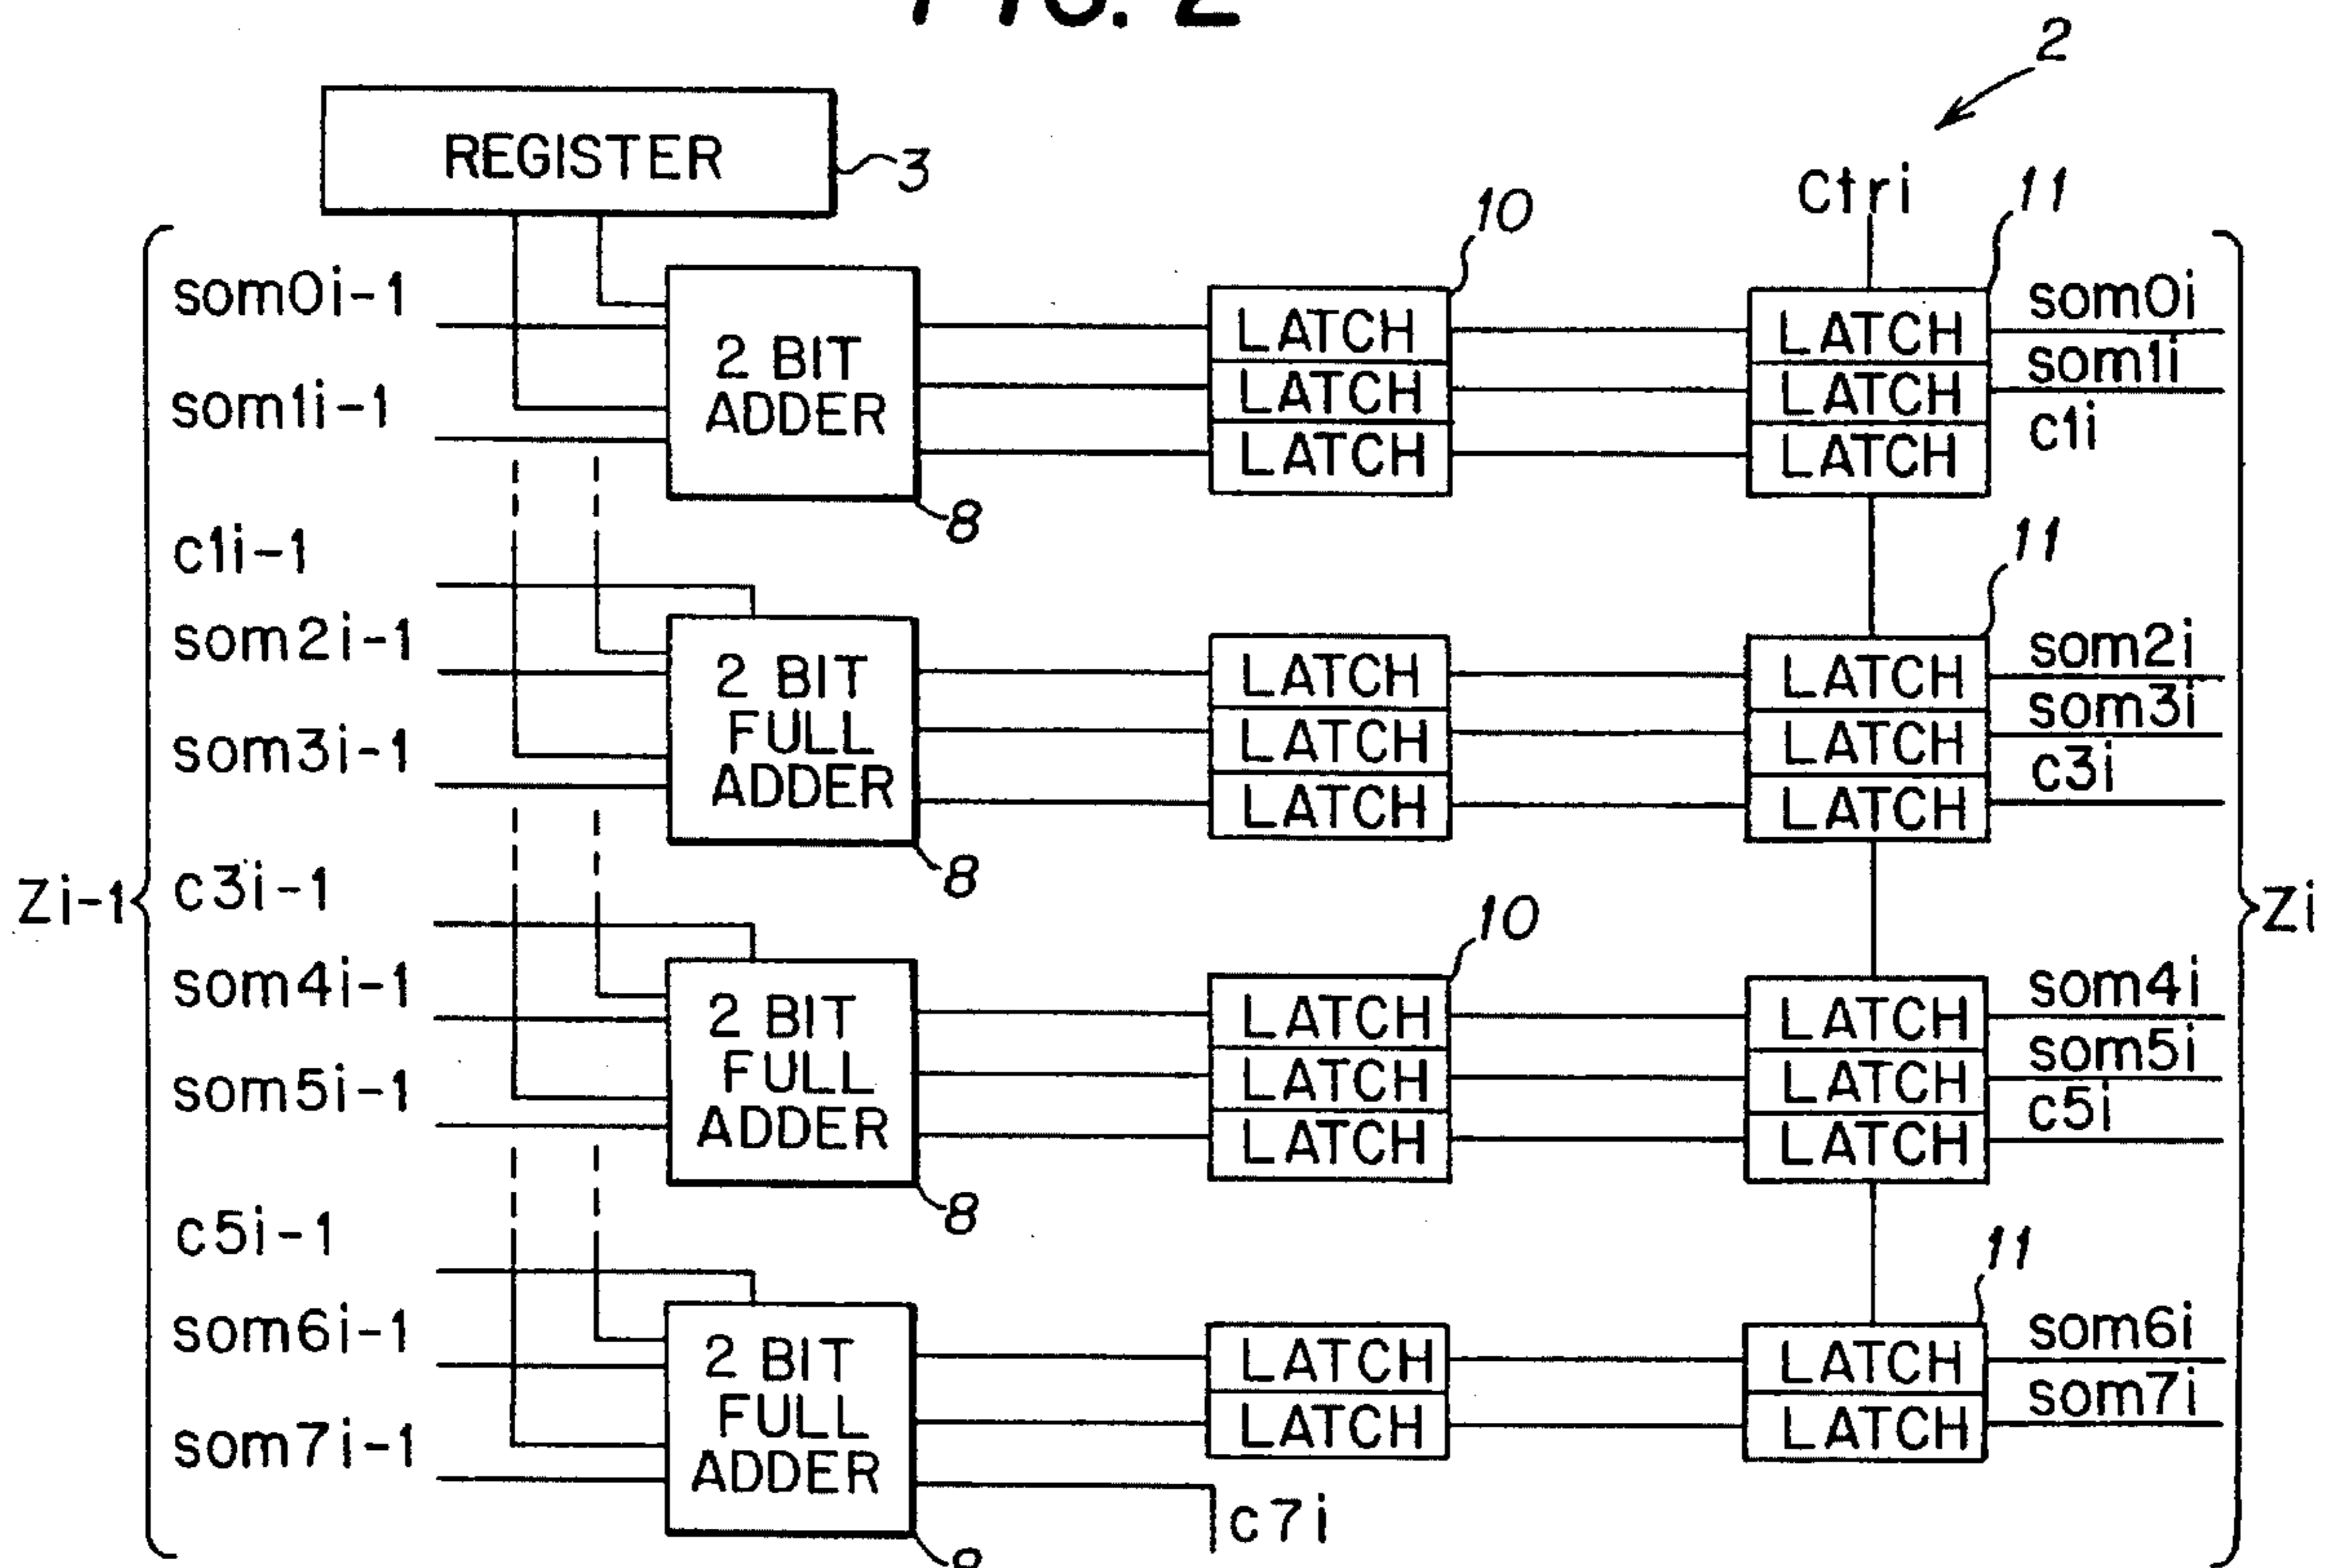 FIG. 2
2
REGISTER
3
Ctri
10
11
som0i-1
som1i-1
2 BIT
ADDER
8
LATCH
LATCH
LATCH
LATCH
LATCH
LATCH
som0i
som1i
c1i
c1i-1
som2i-1
som3i-1
2 BIT
FULL
ADDER
8
LATCH
LATCH
LATCH
11
LATCH
LATCH
LATCH
som2i
som3i
c3i
Zi-1
Zi
c3i-1
som4i-1
som5i-1
2 BIT
FULL
ADDER
8
10
LATCH
LATCH
LATCH
LATCH
LATCH
LATCH
som4i
som5i
c5i
c5i-1
som6i-1
som7i-1
2 BIT
FULL
ADDER
8
LATCH
LATCH
11
LATCH
LATCH
som6i
som7i
c7i